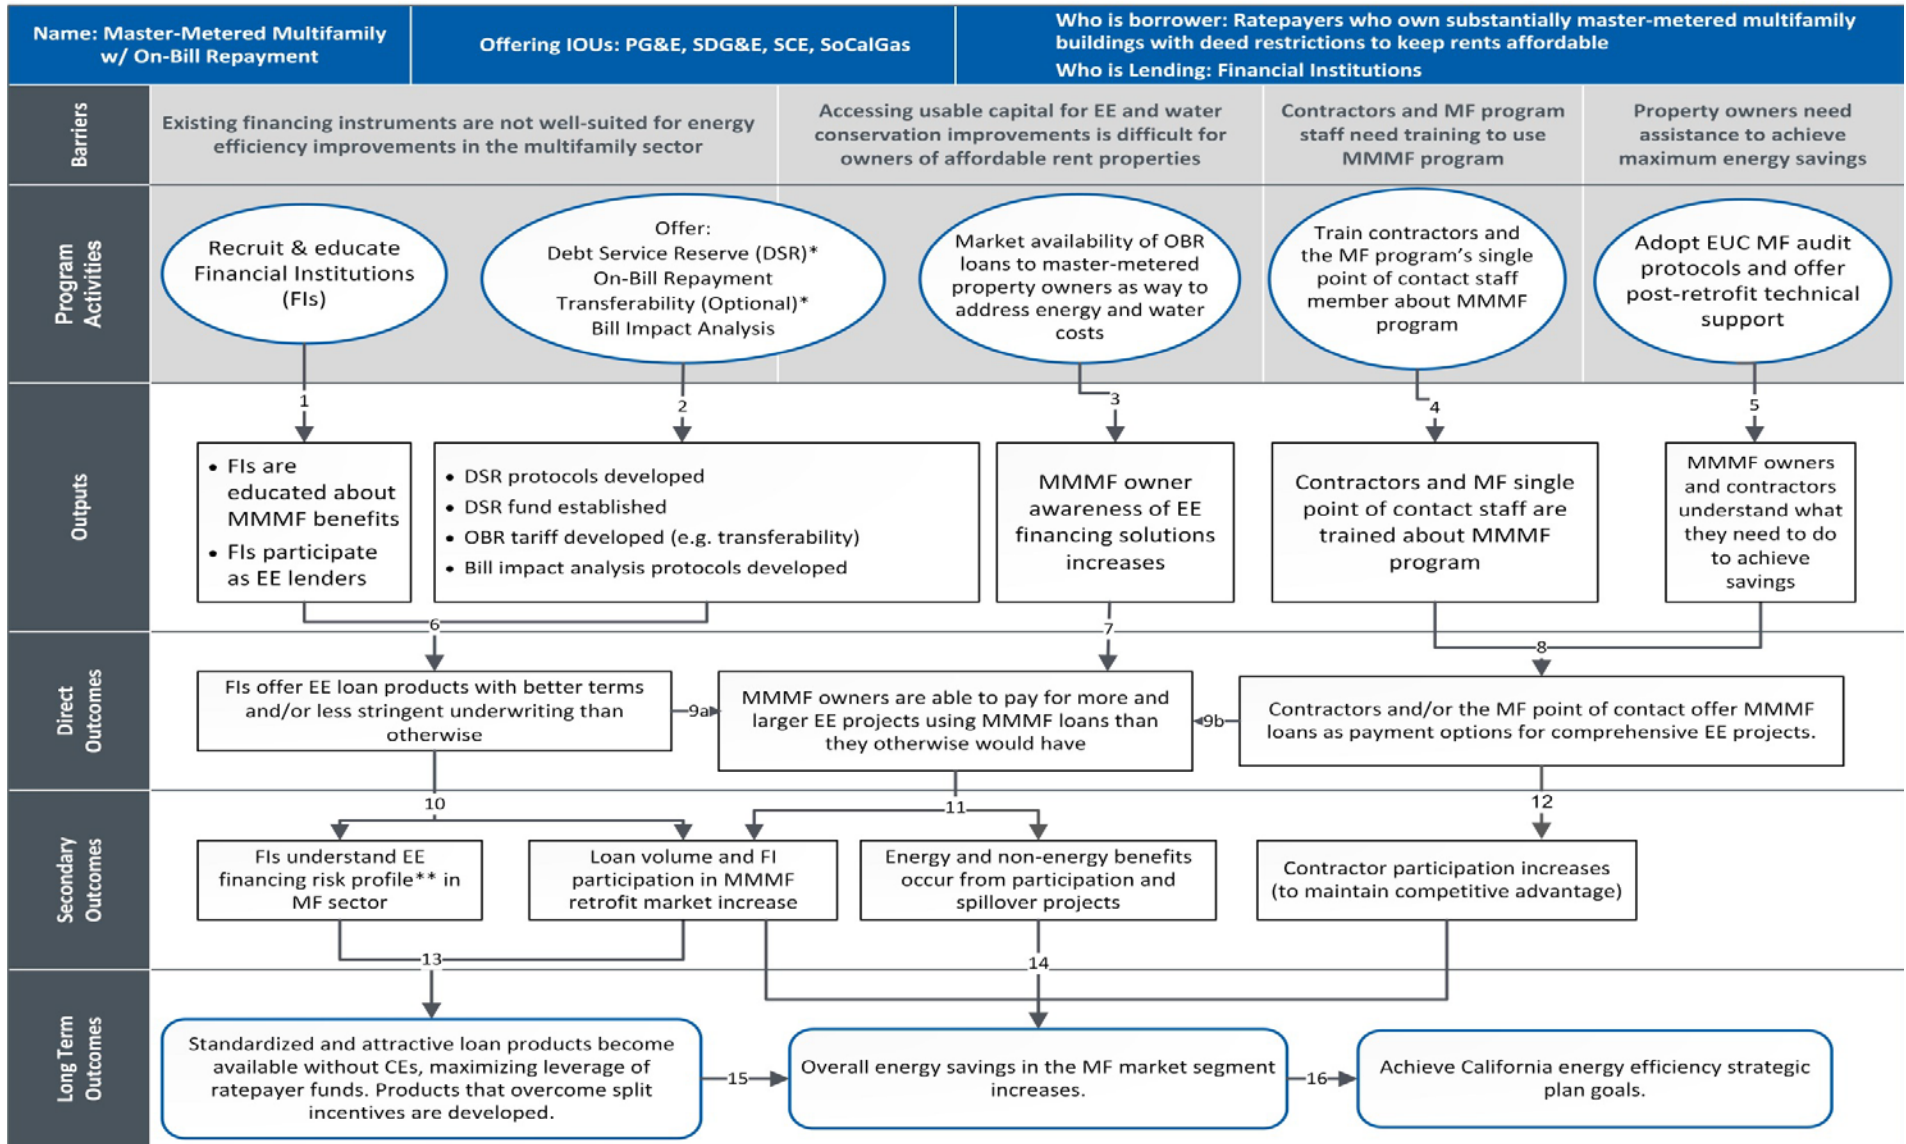 Name: Master-Metered Multifamily
w/ On-Bill Repayment
Offering IOUs: PG&E, SDG&E, SCE, SoCalGas
Who is borrower: Ratepayers who own substantially master-metered multifamily
buildings with deed restrictions to keep rents affordable
Who is Lending: Financial Institutions
Barriers
Existing financing instruments are not well-suited for energy
efficiency improvements in the multifamily sector
Accessing usable capital for EE and water
conservation improvements is difficult for
owners of affordable rent properties
Contractors and MF program
staff need training to use
MMMF program
Property owners need
assistance to achieve
maximum energy savings
Program
Activities
Recruit & educate
Financial Institutions
(FIs)
Offer:
Debt Service Reserve (DSR)*
On-Bill Repayment
Transferability (Optional)*
Bill Impact Analysis
Market availability of OBR
loans to master-metered
property owners as way to
address energy and water
costs
Train contractors and
the MF program's single
point of contact staff
member about MMMF
program
Adopt EUC MF audit
protocols and offer
post-retrofit technical
support
1
2
3
4
5
Outputs
• FIs are
educated about
MMMF benefits
• FIs participate
as EE lenders
• DSR protocols developed
• DSR fund established
• OBR tariff developed (e.g. transferability)
• Bill impact analysis protocols developed
MMMF owner
awareness of EE
financing solutions
increases
Contractors and MF single
point of contact staff are
trained about MMMF
program
MMMF owners
and contractors
understand what
they need to do
to achieve
savings
6
7
8
Direct
Outcomes
FIs offer EE loan products with better terms
and/or less stringent underwriting than
otherwise
9a
MMMF owners are able to pay for more and
larger EE projects using MMMF loans than
they otherwise would have
9b
Contractors and/or the MF point of contact offer MMMF
loans as payment options for comprehensive EE projects.
10
11
12
Secondary
Outcomes
FIs understand EE
financing risk profile** in
MF sector
Loan volume and FI
participation in MMMF
retrofit market increase
Energy and non-energy benefits
occur from participation and
spillover projects
Contractor participation increases
(to maintain competitive advantage)
13
14
Long Term
Outcomes
Standardized and attractive loan products become
available without CEs, maximizing leverage of
ratepayer funds. Products that overcome split
incentives are developed.
15
Overall energy savings in the MF market segment
increases.
16
Achieve California energy efficiency strategic
plan goals.